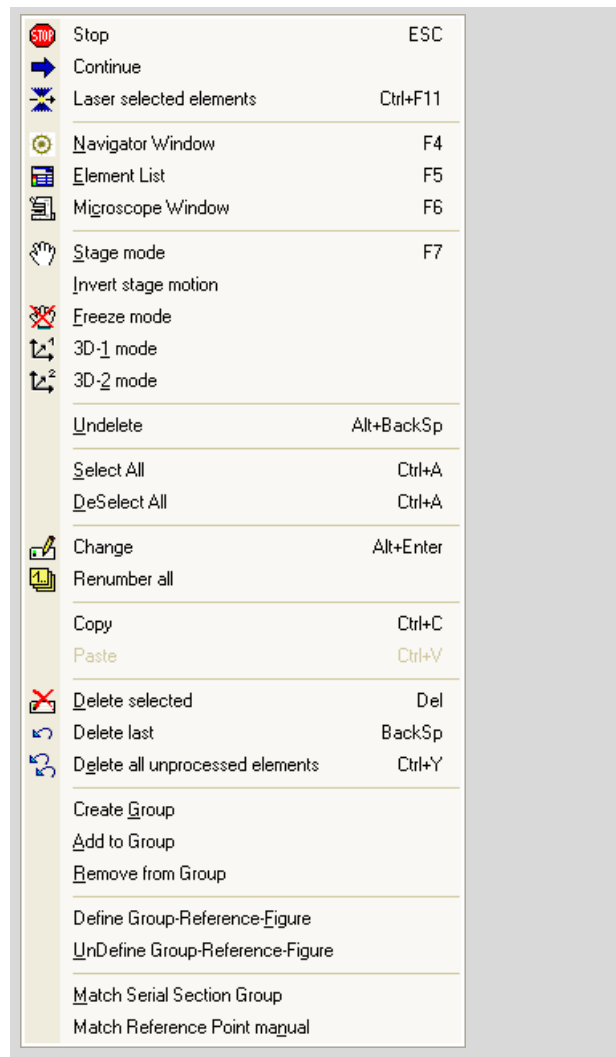 STOP Stop ESC
Continue
Laser selected elements Ctrl+F11
Navigator Window F4
Element List F5
Microscope Window F6
Stage mode F7
Invert stage motion
Freeze mode
1 3D-1 mode
2 3D-2 mode
Undelete Alt+BackSp
Select All Ctrl+A
DeSelect All Ctrl+A
Change Alt+Enter
1.. Renumber all
Copy Ctrl+C
Paste Ctrl+V
Delete selected Del
Delete last BackSp
Delete all unprocessed elements Ctrl+Y
Create Group
Add to Group
Remove from Group
Define Group-Reference-Figure
UnDefine Group-Reference-Figure
Match Serial Section Group
Match Reference Point manual